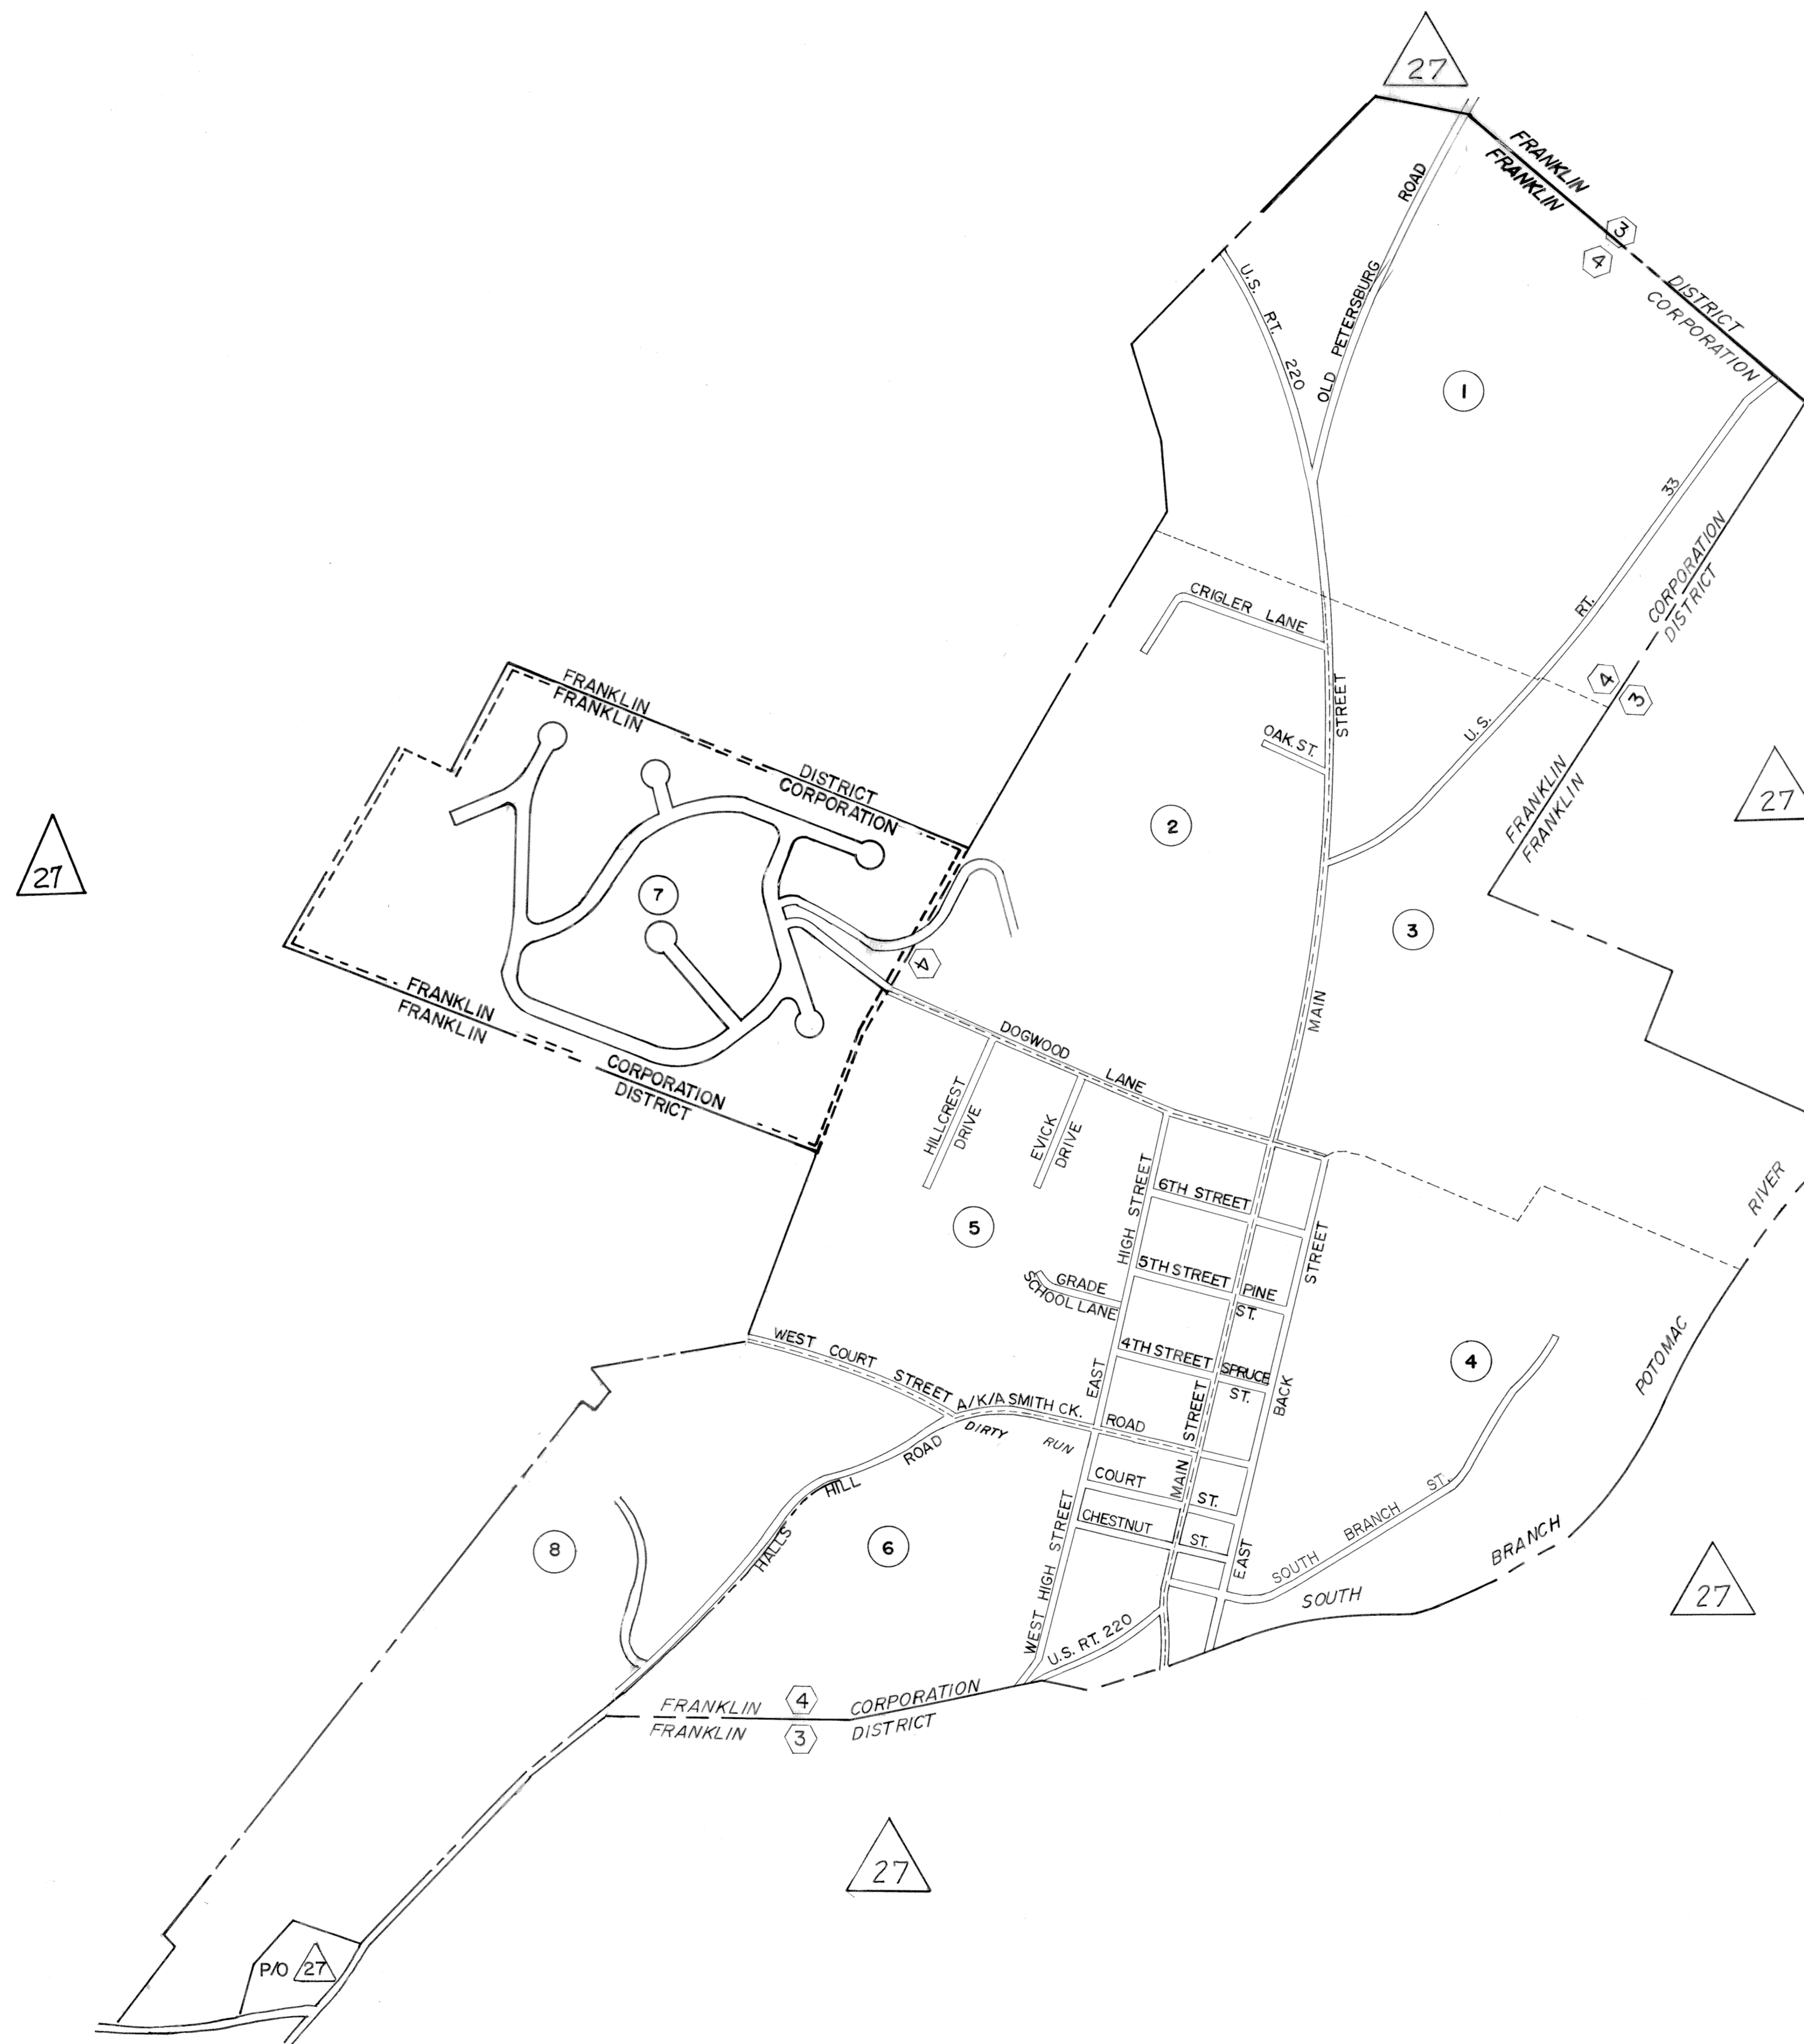 27
FRANKLIN
FRANKLIN
3
4
DISTRICT
CORPORATION
OLD PETERSBURG ROAD
U.S. RT. 220
1
U.S. RT. 33
CORPORATION
DISTRICT
4
3
FRANKLIN
FRANKLIN
27
CRIGLER LANE
OAK ST.
MAIN STREET
2
3
FRANKLIN
FRANKLIN
DISTRICT
CORPORATION
27
7
4
FRANKLIN
FRANKLIN
CORPORATION
DISTRICT
DOGWOOD LANE
HILLCREST
DRIVE
EVICK
DRIVE
5
EAST HIGH STREET
6TH STREET
5TH STREET
PINE
ST.
GRADE
SCHOOL LANE
4TH STREET
SPRUCE
ST.
EAST BACK STREET
MAIN STREET
4
SOUTH BRANCH POTOMAC RIVER
WEST COURT STREET A/K/A SMITH CK. ROAD
DIRTY RUN
HALLS HILL ROAD
COURT ST.
CHESTNUT ST.
WEST HIGH STREET
SOUTH BRANCH ST.
8
6
U.S. RT. 220
27
FRANKLIN
FRANKLIN
4
3
CORPORATION
DISTRICT
27
P/O 27